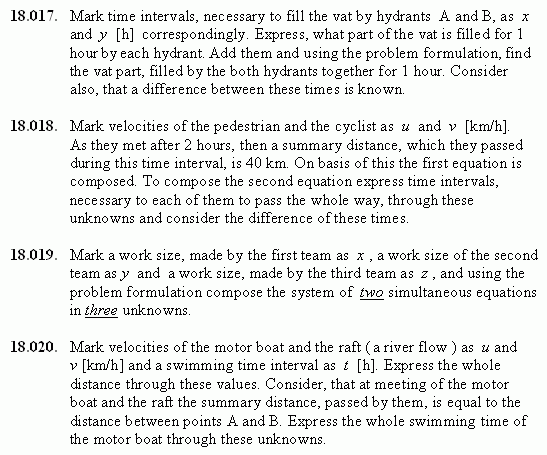 18.017. Mark time intervals, necessary to fill the vat by hydrants A and B, as x
and y [h] correspondingly. Express, what part of the vat is filled for 1
hour by each hydrant. Add them and using the problem formulation, find
the vat part, filled by the both hydrants together for 1 hour. Consider
also, that a difference between these times is known.
18.018. Mark velocities of the pedestrian and the cyclist as u and v [km/h].
As they met after 2 hours, then a summary distance, which they passed
during this time interval, is 40 km. On basis of this the first equation is
composed. To compose the second equation express time intervals,
necessary to each of them to pass the whole way, through these
unknowns and consider the difference of these times.
18.019. Mark a work size, made by the first team as x , a work size of the second
team as y and a work size, made by the third team as z , and using the
problem formulation compose the system of two simultaneous equations
in three unknowns.
18.020. Mark velocities of the motor boat and the raft ( a river flow ) as u and
v [km/h] and a swimming time interval as t [h]. Express the whole
distance through these values. Consider, that at meeting of the motor
boat and the raft the summary distance, passed by them, is equal to the
distance between points A and B. Express the whole swimming time of
the motor boat through these unknowns.